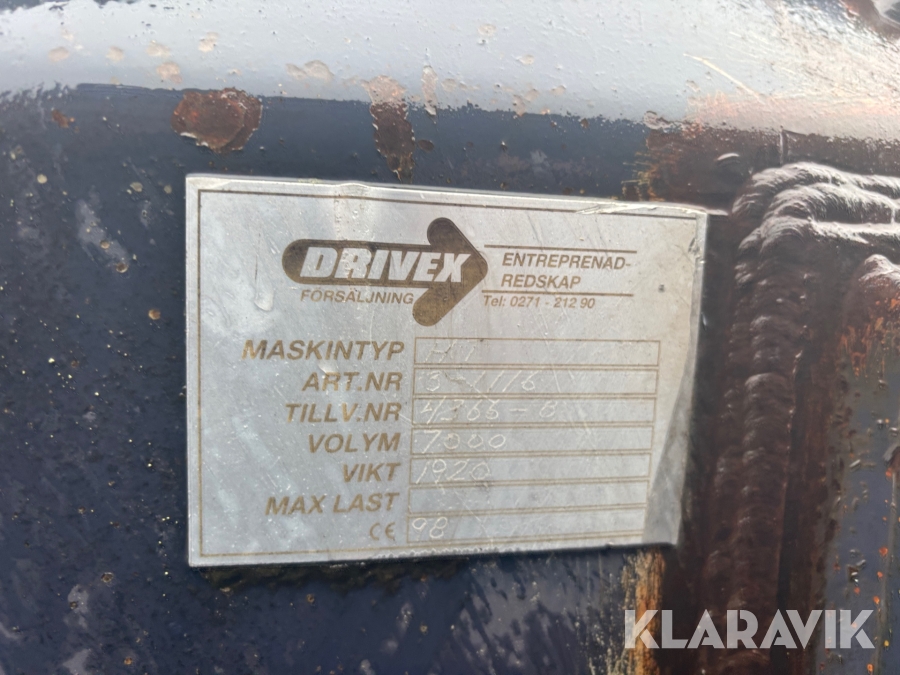 DRIVEX
FÖRSÄLJNING
ENTREPRENAD-
REDSKAP
Tel: 0271 - 212 90
MASKINTYP
ART.NR
TILLV.NR
VOLYM 7000
VIKT 1920
MAX LAST
CE 98
KLARAVIK